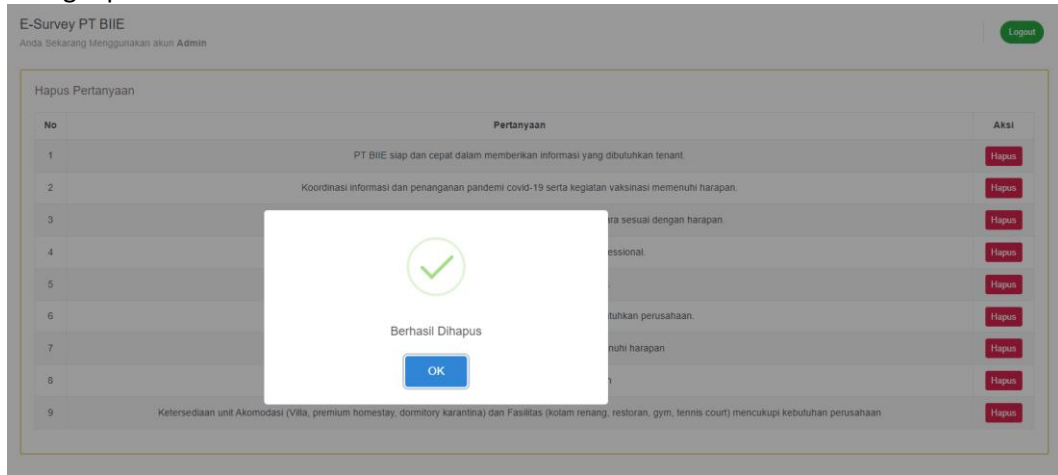 E-Survey PT BIIE
Anda Sekarang Menggunakan akun Admin
Logout
Hapus Pertanyaan
No Pertanyaan Aksi
1 PT BIIE siap dan cepat dalam memberikan informasi yang dibutuhkan tenant. Hapus
2 Koordinasi informasi dan penanganan pandemi covid-19 serta kegiatan vaksinasi memenuhi harapan. Hapus
3 sesuai dengan harapan. Hapus
4 Hapus
5 Hapus
6 perusahaan. Hapus
7 harapan Hapus
8 Hapus
9 Ketersediaan unit Akomodasi (Villa, premium homestay, dormitory karantina) dan Fasilitas (kolam renang, restoran, gym, tennis court) mencukupi kebutuhan perusahaan Hapus
Berhasil Dihapus
OK